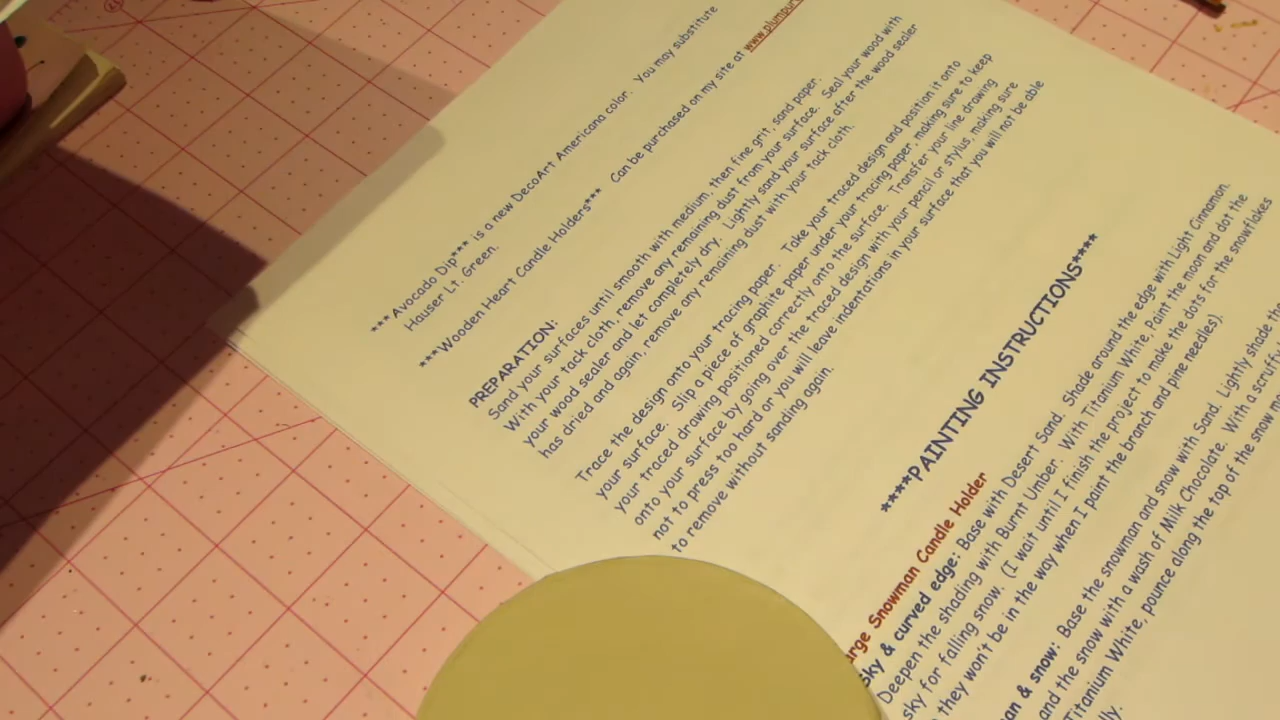 ***Avocado Dip*** is a new DecoArt Americana color. You may substitute
Hauser Lt. Green.
***Wooden Heart Candle Holders*** Can be purchased on my site at
PREPARATION:
Sand your surfaces until smooth with medium, then fine grit, sand paper.
With your tack cloth, remove any remaining dust from your surface. Seal your wood with
your wood sealer and let completely dry. Lightly sand your surface after the wood sealer
has dried and again, remove any remaining dust with your tack cloth.
Trace the design onto your tracing paper. Take your traced design and position it onto
your surface. Slip a piece of graphite paper under your tracing paper, making sure to keep
your traced drawing positioned correctly onto the surface. Transfer your line drawing
onto your surface by going over the traced design with your pencil or stylus, making sure
not to press too hard or you will leave indentations in your surface that you will not be able
to remove without sanding again.
****PAINTING INSTRUCTIONS****
Snowman Candle Holder
& curved edge: Base with Desert Sand. Shade around the edge with Light Cinnamon.
Deepen the shading with Burnt Umber. With Titanium White, Paint the moon and dot the
sky for falling snow. (I wait until I finish the project to make the dots for the snowflakes
they won't be in the way when I paint the branch and pine needles).
& snow: Base the snowman and snow with Sand. Lightly shade
and the snow with a wash of Milk Chocolate. With a
Titanium White, pounce along the top of the snow